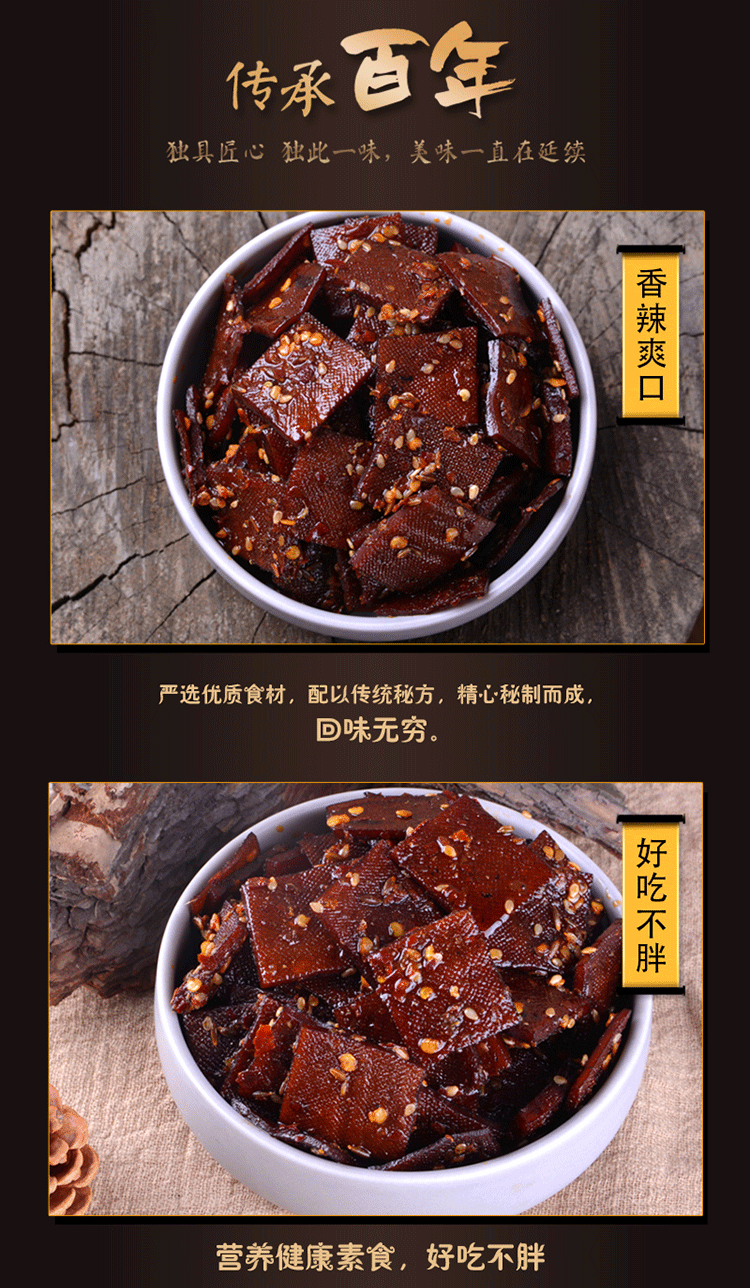 传承百年
独具匠心 独此一味，美味一直在延续
香辣爽口
严选优质食材，配以传统秘方，精心秘制而成，
回味无穷。
好吃不胖
营养健康素食，好吃不胖